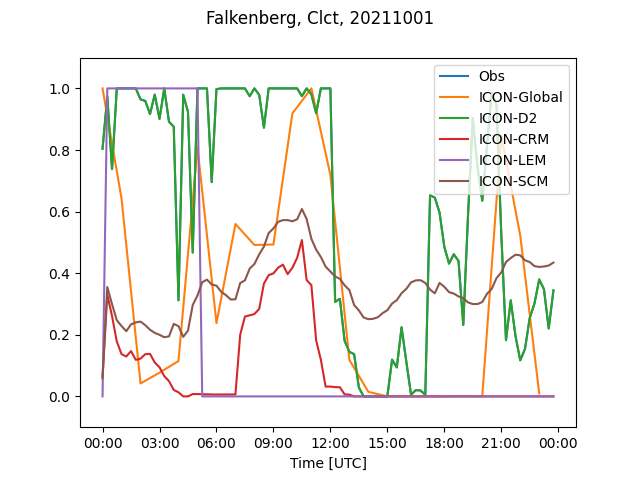 Falkenberg, Clct, 20211001
Obs
ICON-Global
ICON-D2
ICON-CRM
ICON-LEM
ICON-SCM
1.0
0.8
0.6
0.4
0.2
0.0
00:00 03:00 06:00 09:00 12:00 15:00 18:00 21:00 00:00
Time [UTC]